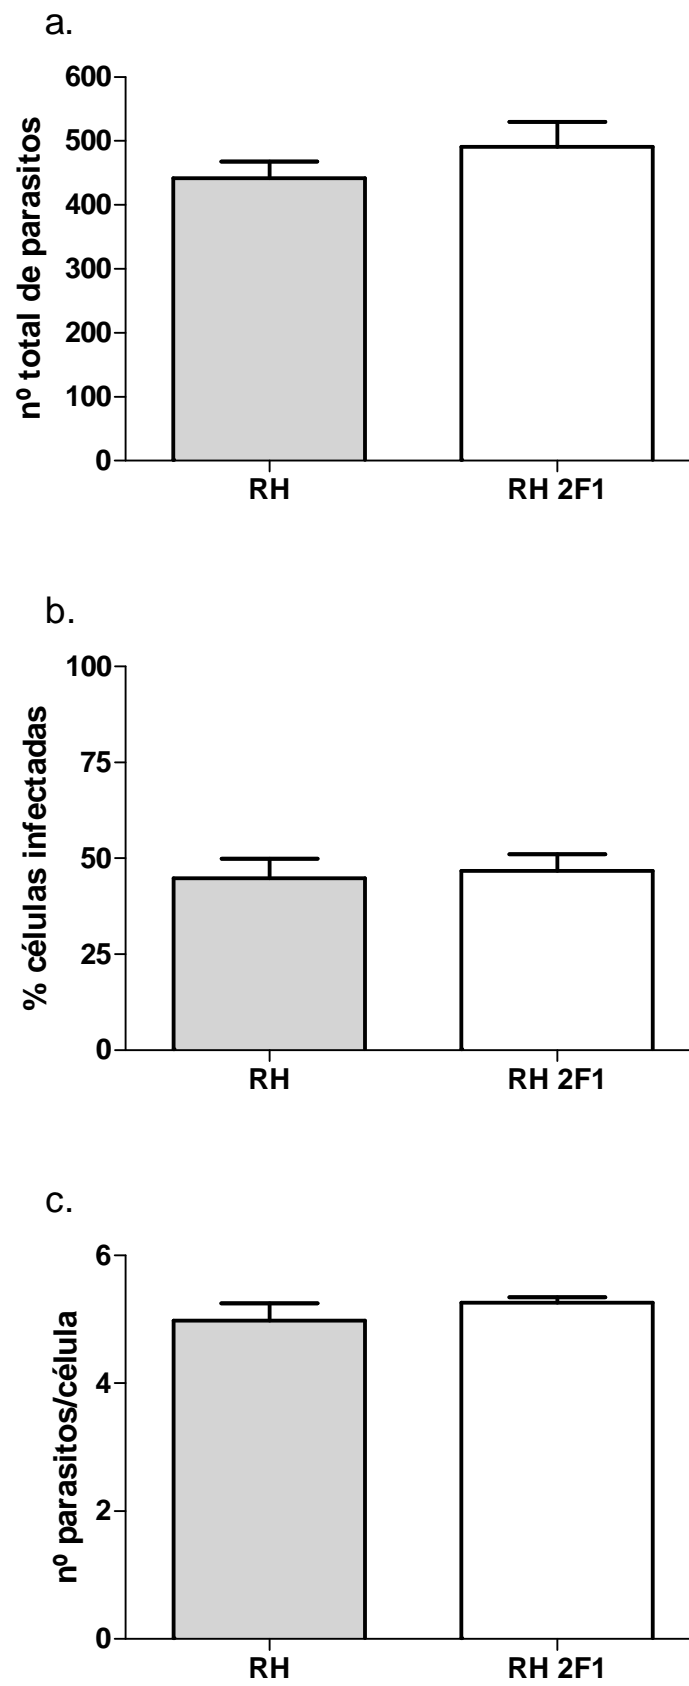 a.
nº total de parasitos
600
500
400
300
200
100
0
RH RH 2F1
b.
% células infectadas
100
75
50
25
0
RH RH 2F1
c.
nº parasitos/célula
6
4
2
0
RH RH 2F1